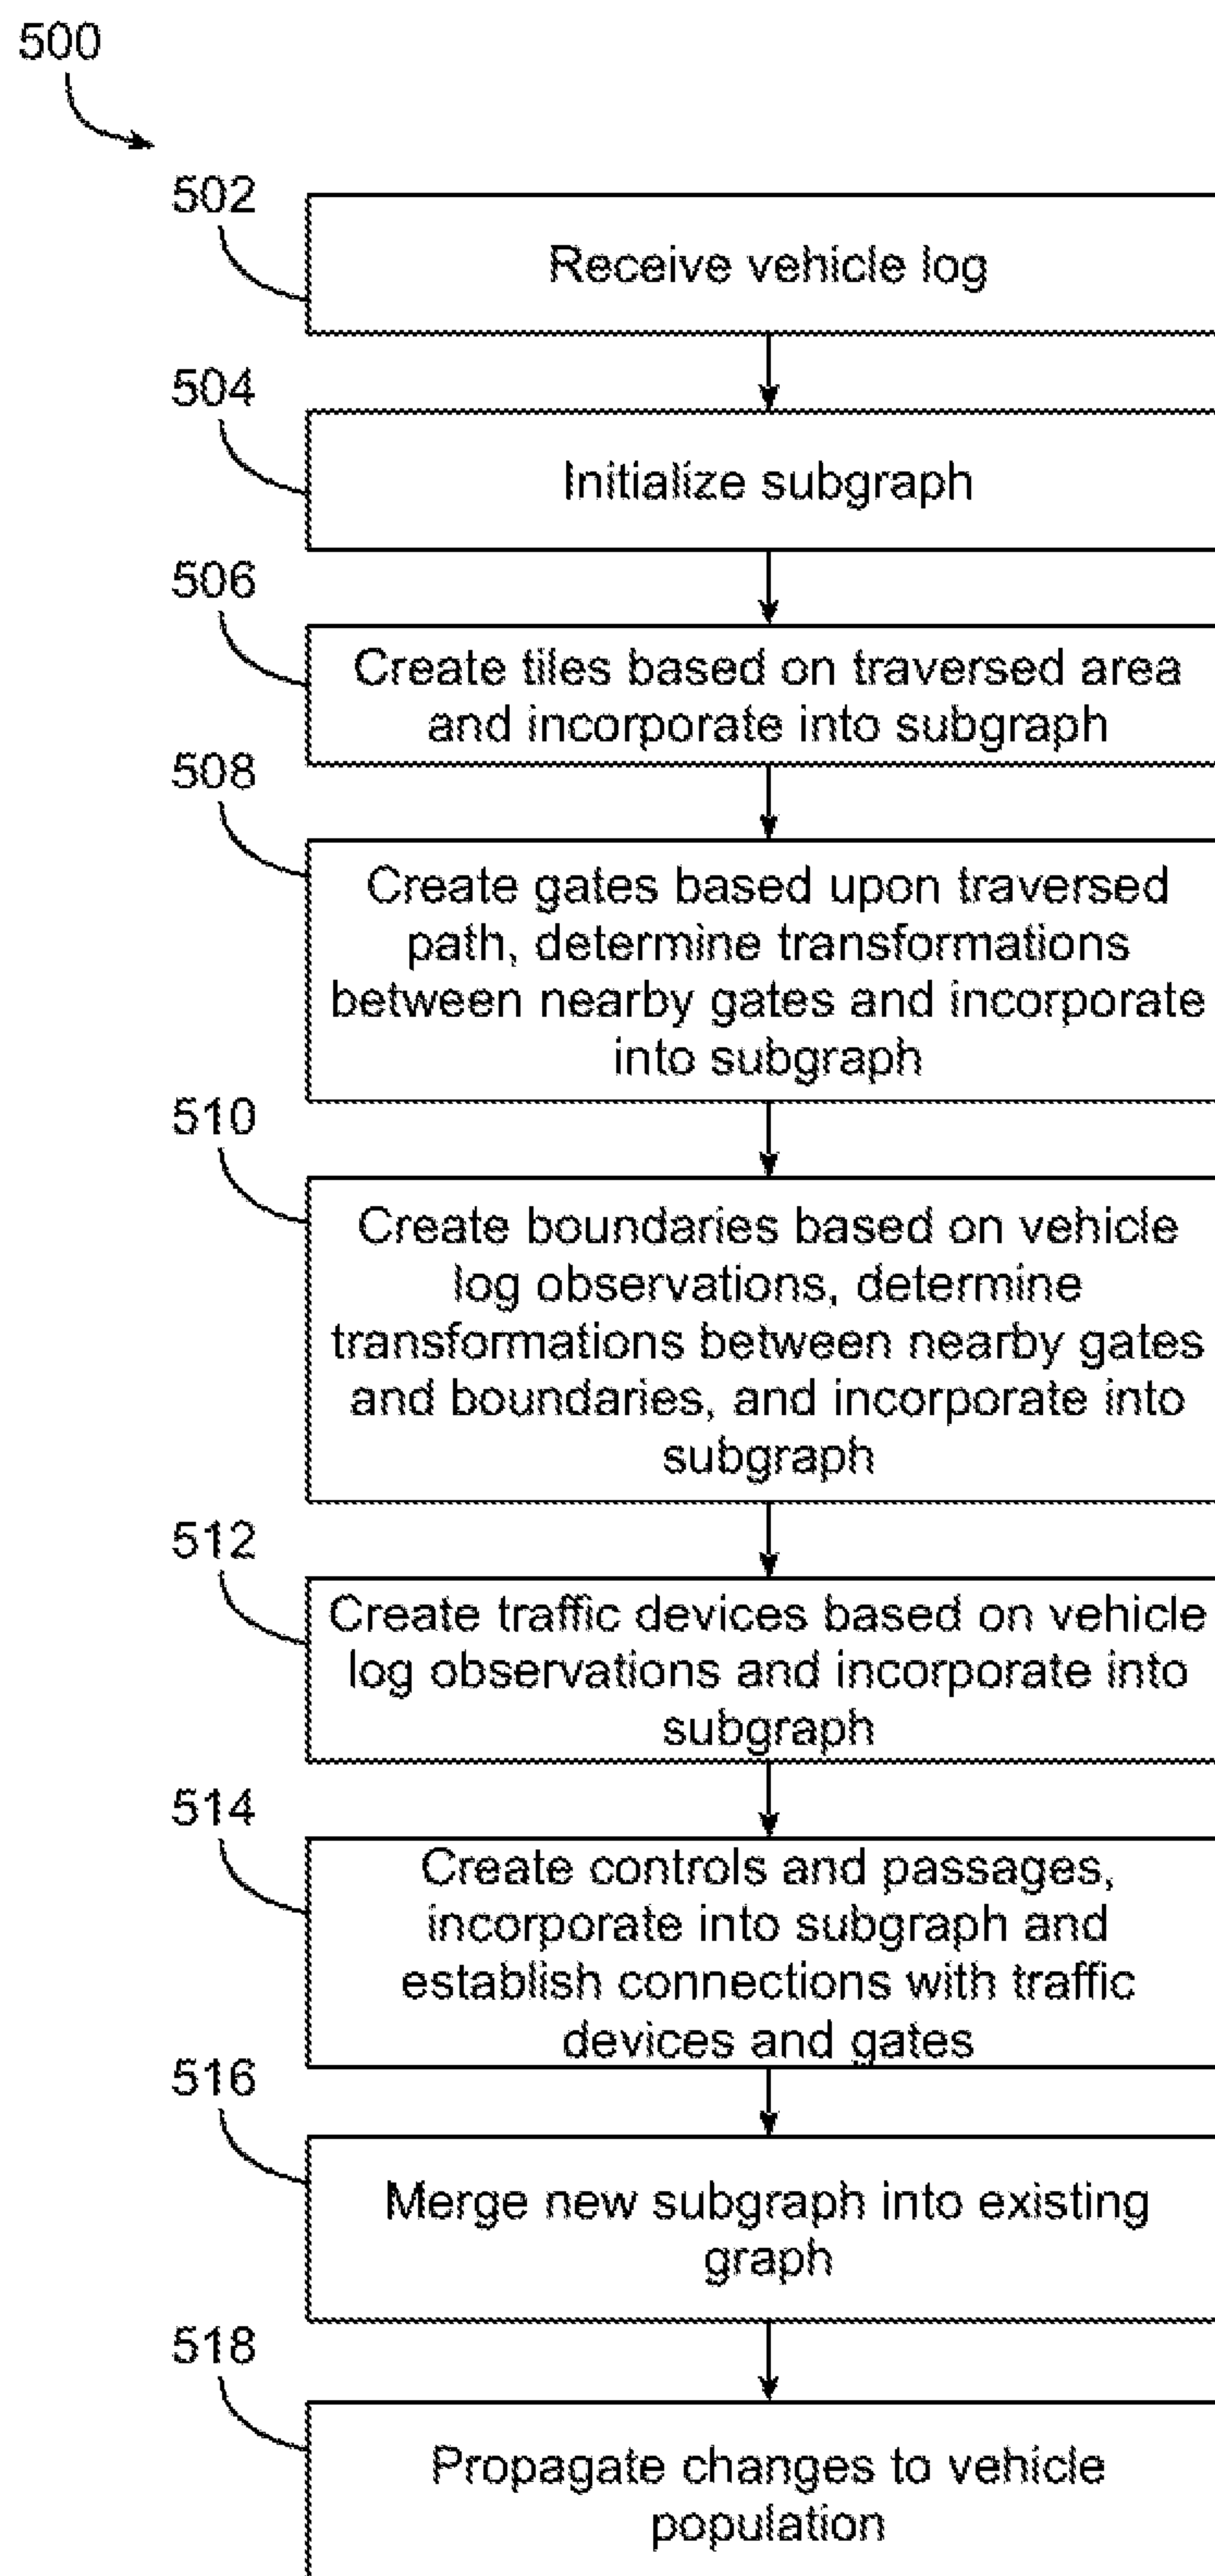 500
502
Receive vehicle log
504
Initialize subgraph
506
Create tiles based on traversed area
and incorporate into subgraph
508
Create gates based upon traversed
path, determine transformations
between nearby gates and incorporate
into subgraph
510
Create boundaries based on vehicle
log observations, determine
transformations between nearby gates
and boundaries, and incorporate into
subgraph
512
Create traffic devices based on vehicle
log observations and incorporate into
subgraph
514
Create controls and passages,
incorporate into subgraph and
establish connections with traffic
devices and gates
516
Merge new subgraph into existing
graph
518
Propagate changes to vehicle
population